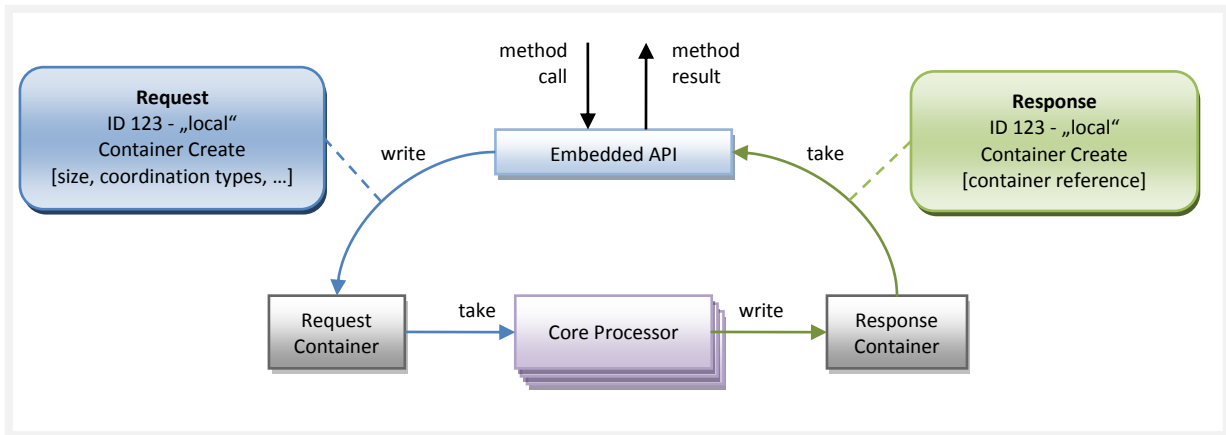 method
call
method
result
Request
ID 123 - „local“
Container Create
[size, coordination types, ...]
Response
ID 123 - „local“
Container Create
[container reference]
write
Embedded API
take
Request
Container
take
Core Processor
write
Response
Container